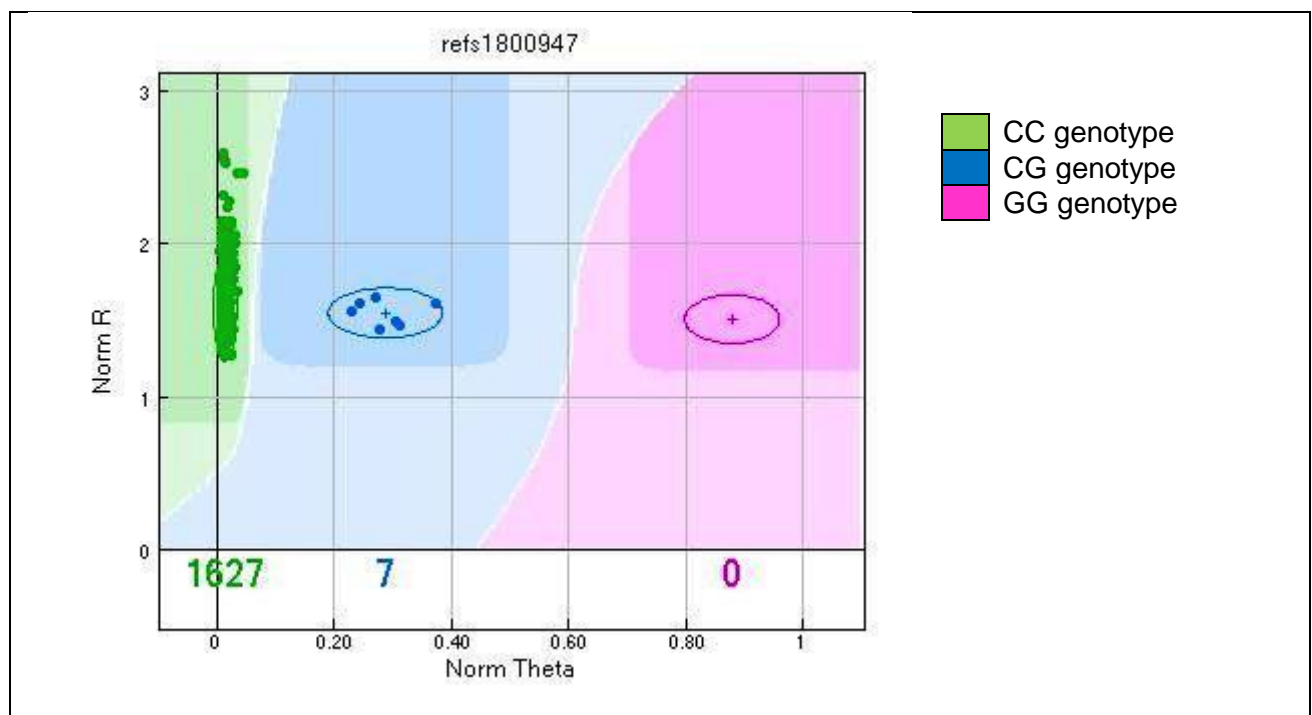 refs1800947
3
2
1
0
Norm R
1627 7 0
0 0.20 0.40 0.60 0.80 1
Norm Theta
CC genotype
CG genotype
GG genotype